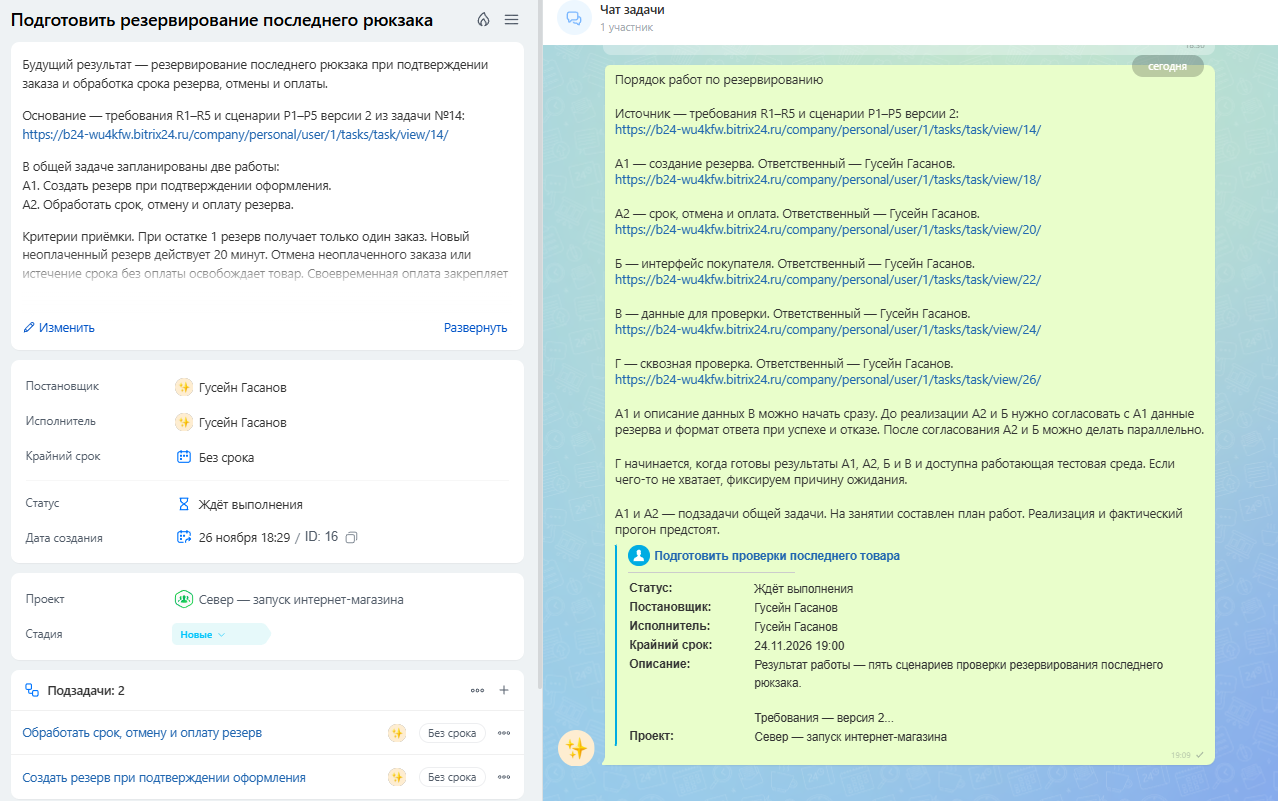 Подготовить резервирование последнего рюкзака
Будущий результат — резервирование последнего рюкзака при подтверждении
заказа и обработка срока резерва, отмены и оплаты.
Основание — требования R1–R5 и сценарии P1–P5 версии 2 из задачи №14:
https://b24-wu4kfw.bitrix24.ru/company/personal/user/1/tasks/task/view/14/
В общей задаче запланированы две работы:
А1. Создать резерв при подтверждении оформления.
А2. Обработать срок, отмену и оплату резерва.
Критерии приёмки. При остатке 1 резерв получает только один заказ. Новый
неоплаченный резерв действует 20 минут. Отмена неоплаченного заказа или
истечение срока без оплаты освобождает товар. Своевременная оплата закрепляет
Изменить
Развернуть
Постановщик
Гусейн Гасанов
Исполнитель
Гусейн Гасанов
Крайний срок
Без срока
Статус
Ждёт выполнения
Дата создания
26 ноября 18:29 / ID: 16
Проект
Север — запуск интернет-магазина
Стадия
Новые
Подзадачи: 2
Обработать срок, отмену и оплату резерв
Без срока
Создать резерв при подтверждении оформления
Без срока
Чат задачи
1 участник
18:30
сегодня
Порядок работ по резервированию
Источник — требования R1–R5 и сценарии P1–P5 версии 2:
https://b24-wu4kfw.bitrix24.ru/company/personal/user/1/tasks/task/view/14/
А1 — создание резерва. Ответственный — Гусейн Гасанов.
https://b24-wu4kfw.bitrix24.ru/company/personal/user/1/tasks/task/view/18/
А2 — срок, отмена и оплата. Ответственный — Гусейн Гасанов.
https://b24-wu4kfw.bitrix24.ru/company/personal/user/1/tasks/task/view/20/
Б — интерфейс покупателя. Ответственный — Гусейн Гасанов.
https://b24-wu4kfw.bitrix24.ru/company/personal/user/1/tasks/task/view/22/
В — данные для проверки. Ответственный — Гусейн Гасанов.
https://b24-wu4kfw.bitrix24.ru/company/personal/user/1/tasks/task/view/24/
Г — сквозная проверка. Ответственный — Гусейн Гасанов.
https://b24-wu4kfw.bitrix24.ru/company/personal/user/1/tasks/task/view/26/
А1 и описание данных В можно начать сразу. До реализации А2 и Б нужно согласовать с А1 данные
резерва и формат ответа при успехе и отказе. После согласования А2 и Б можно делать параллельно.
Г начинается, когда готовы результаты А1, А2, Б и В и доступна работающая тестовая среда. Если
чего-то не хватает, фиксируем причину ожидания.
А1 и А2 — подзадачи общей задачи. На занятии составлен план работ. Реализация и фактический
прогон предстоят.
Подготовить проверки последнего товара
Статус:
Ждёт выполнения
Постановщик:
Гусейн Гасанов
Исполнитель:
Гусейн Гасанов
Крайний срок:
24.11.2026 19:00
Описание:
Результат работы — пять сценариев проверки резервирования последнего
рюкзака.
Требования — версия 2...
Проект:
Север — запуск интернет-магазина
19:09